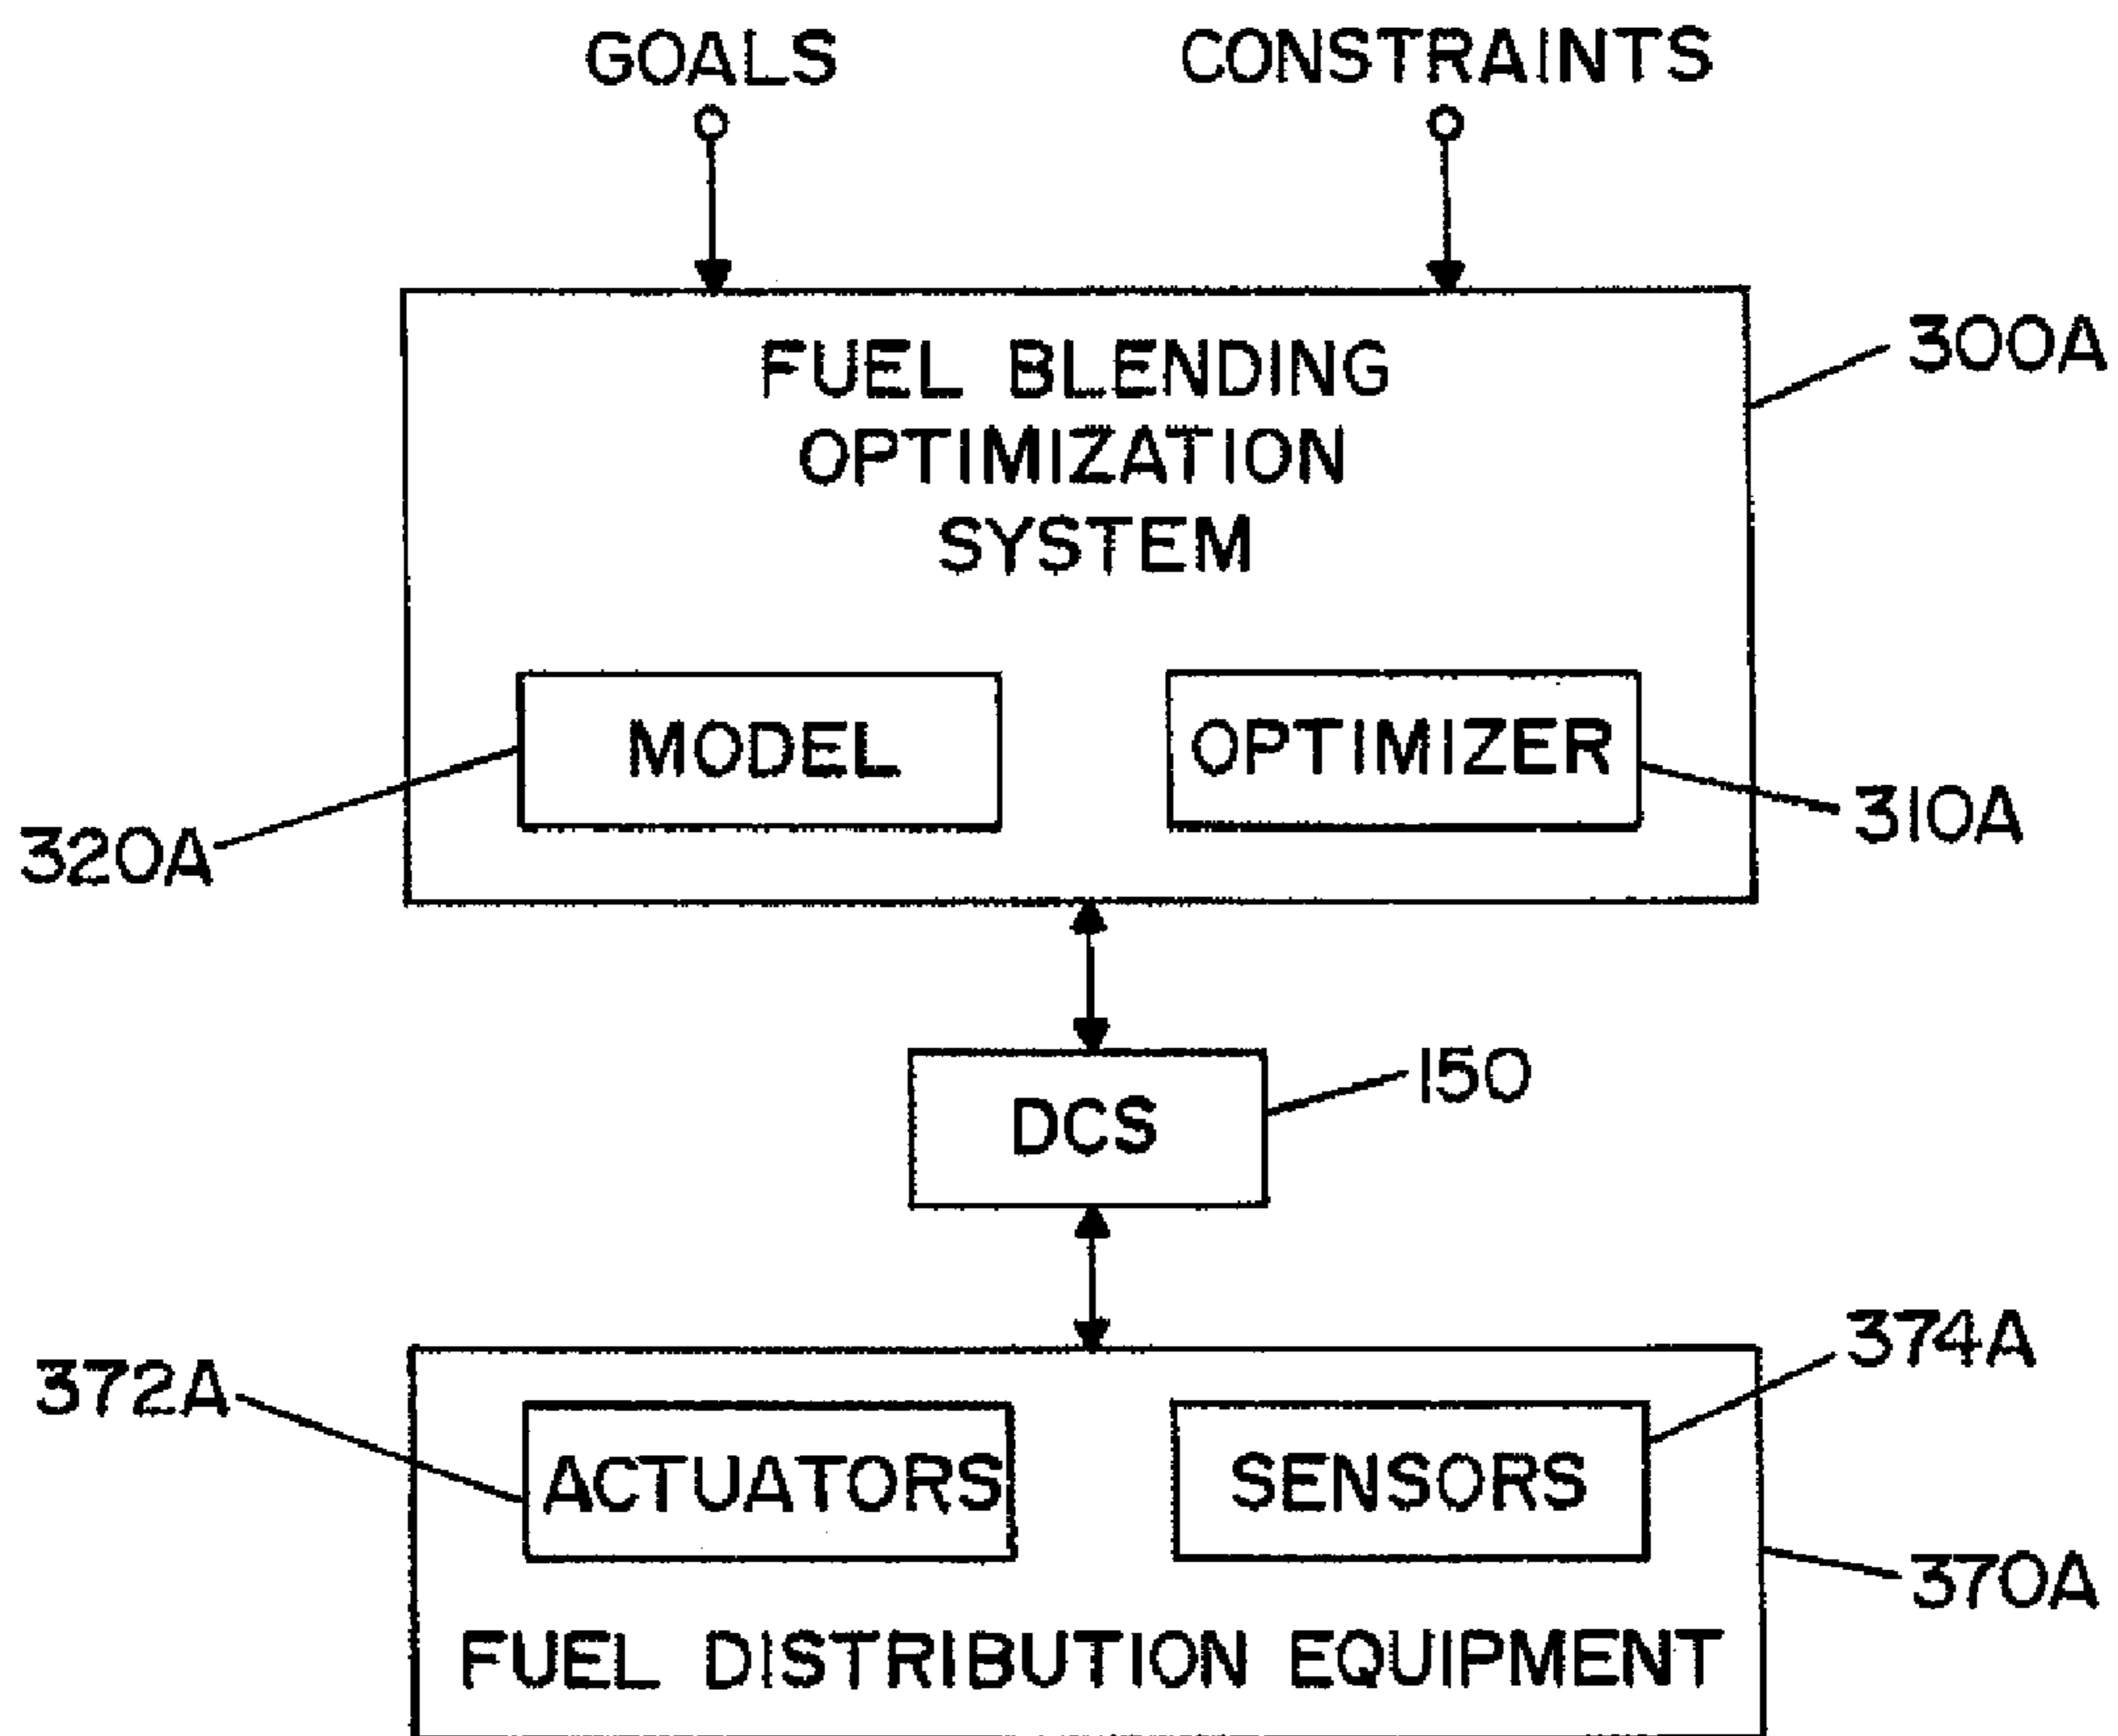 GOALS
CONSTRAINTS
FUEL BLENDING
OPTIMIZATION
SYSTEM
300A
MODEL
OPTIMIZER
320A
310A
DCS
150
372A
374A
ACTUATORS
SENSORS
370A
FUEL DISTRIBUTION EQUIPMENT